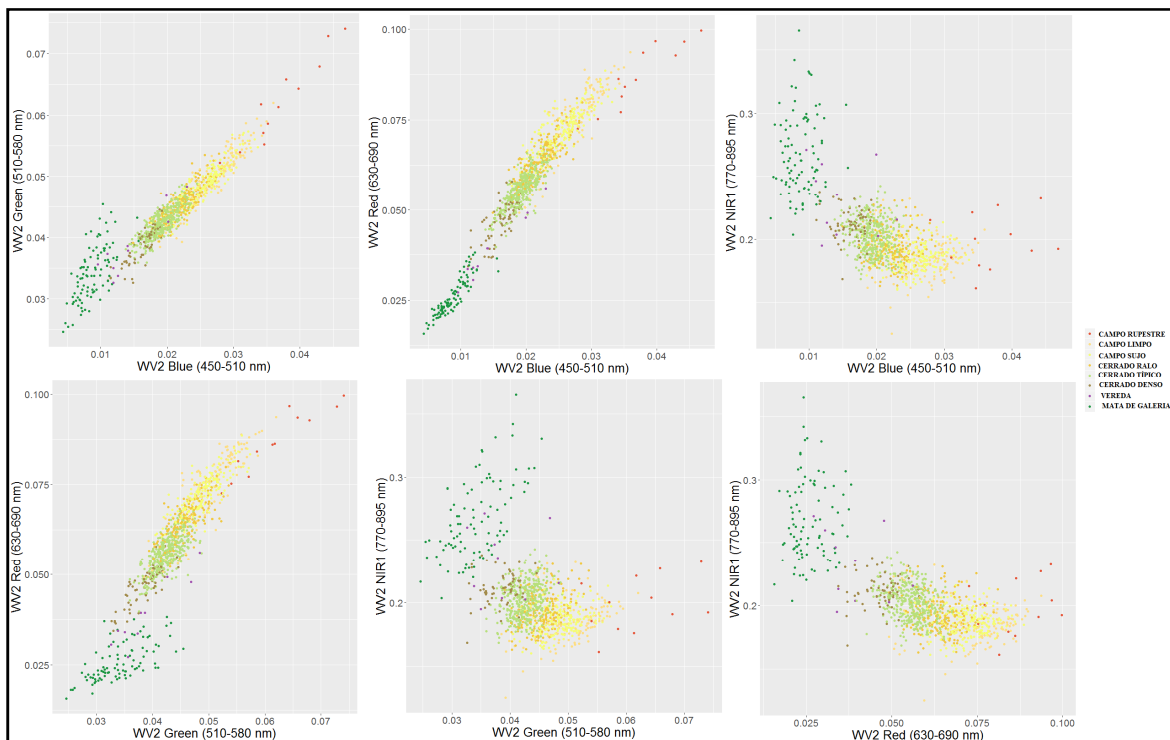 0.07
0.06
0.05
0.04
0.03
WV2 Green (510-580 nm)
0.01
0.02
0.03
0.04
WV2 Blue (450-510 nm)
0.100
0.075
0.050
0.025
WV2 Red (630-690 nm)
0.01
0.02
0.03
0.04
WV2 Blue (450-510 nm)
0.3
0.2
WV2 NIR1 (770-895 nm)
0.01
0.02
0.03
0.04
WV2 Blue (450-510 nm)
CAMPO RUPESTRE
CAMPO LIMPO
CAMPO SUJO
CERRADO RALO
CERRADO TÍPICO
CERRADO DENSO
VEREDA
MATA DE GALERIA
0.100
0.075
0.050
0.025
WV2 Red (630-690 nm)
0.03
0.04
0.05
0.06
0.07
WV2 Green (510-580 nm)
0.3
0.2
WV2 NIR1 (770-895 nm)
0.03
0.04
0.05
0.06
0.07
WV2 Green (510-580 nm)
0.3
0.2
WV2 NIR1 (770-895 nm)
0.025
0.050
0.075
0.100
WV2 Red (630-690 nm)